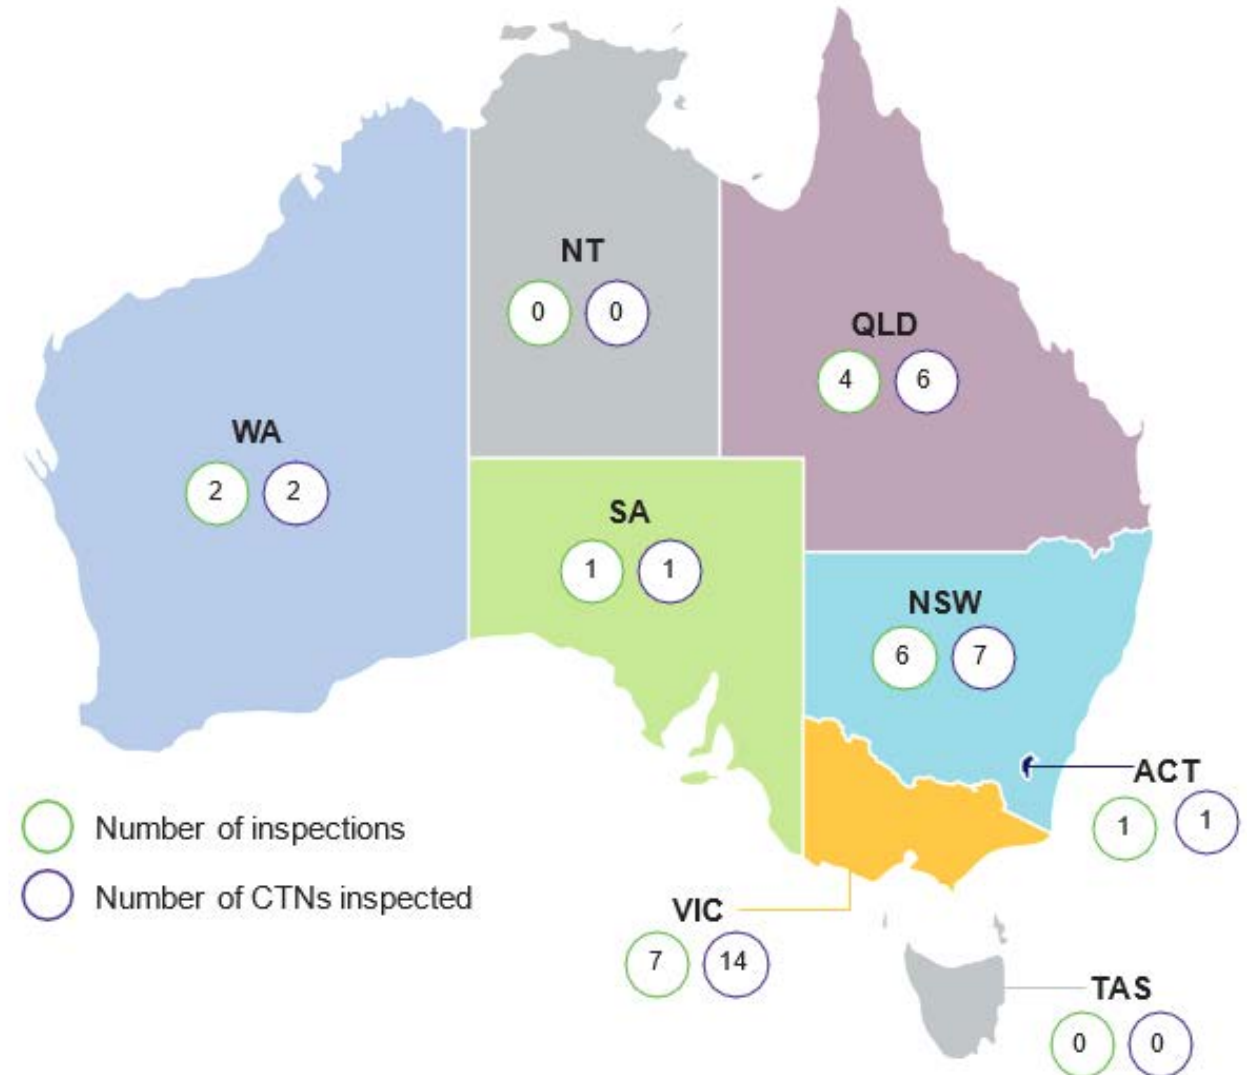 NT
0 0
QLD
4 6
WA
2 2
SA
1 1
NSW
6 7
ACT
1 1
Number of inspections
Number of CTNs inspected
VIC
7 14
TAS
0 0